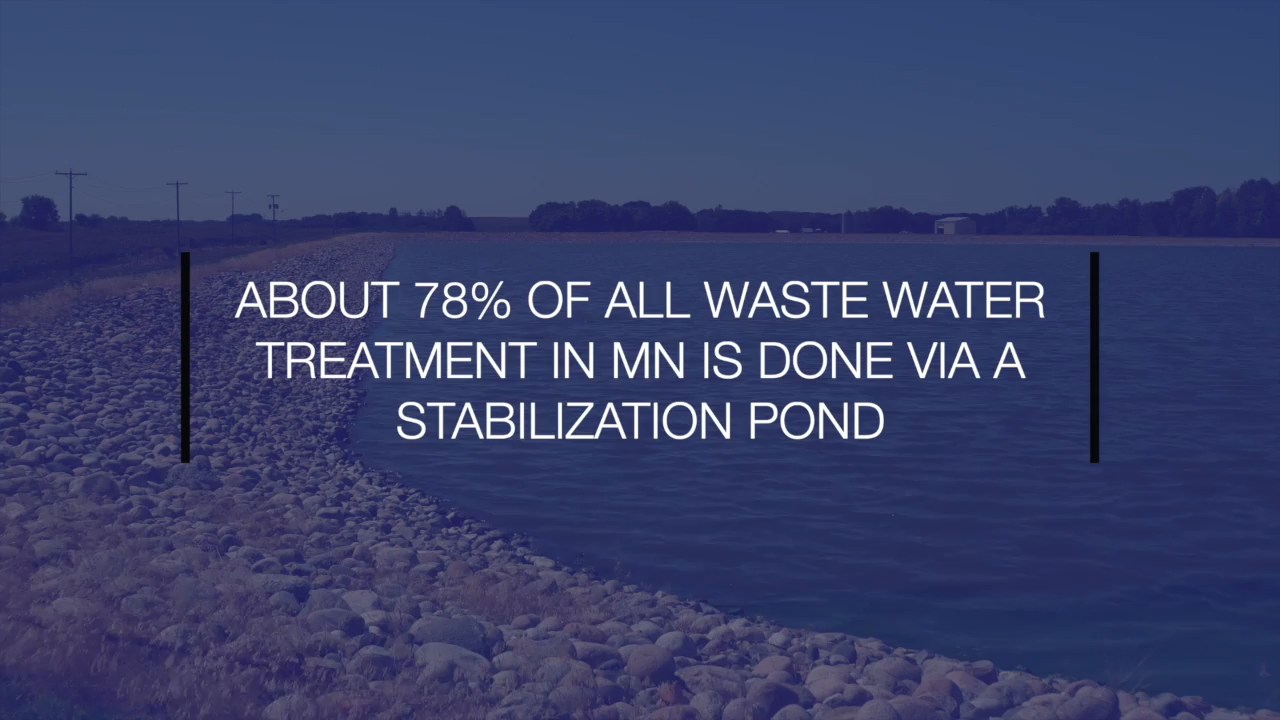 ABOUT 78% OF ALL WASTE WATER
TREATMENT IN MN IS DONE VIA A
STABILIZATION POND